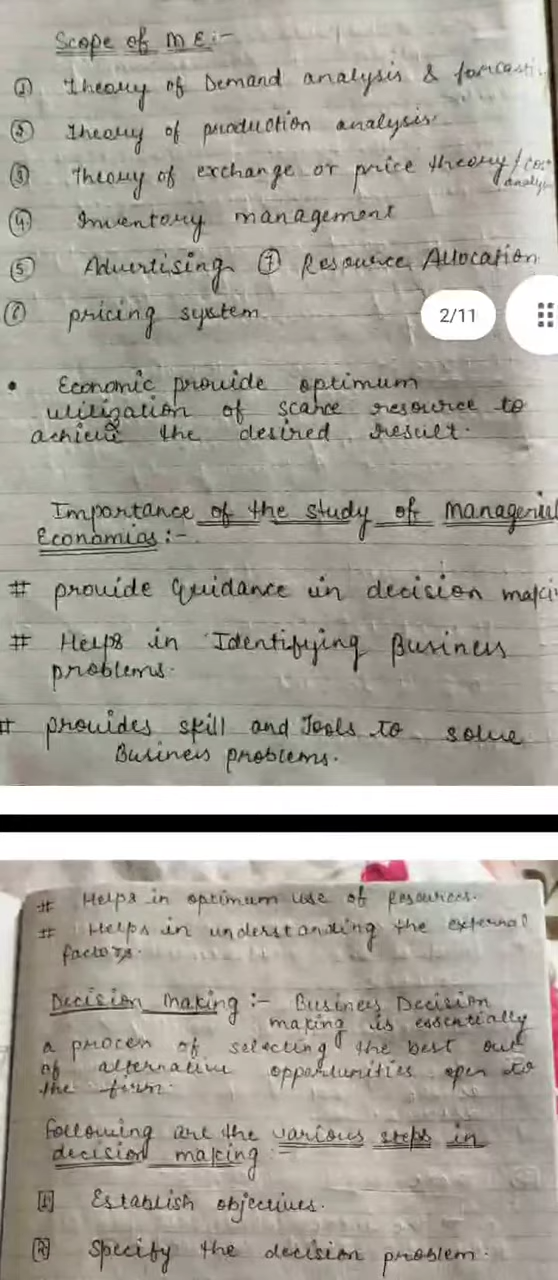 Scope of M E:-
① Theory of Demand analysis &
② Theory of production analysis
③ Theory of exchange or price theory/cost
analysis
④ Inventory management
⑤ Advertising ⑦ Resource Allocation
⑥ pricing system
2/11
• Economic provide optimum
utilization of scarce resource to
achieve the desired result.
Importance of the study of Managerial
Economics:-
# provide Guidance in decision maki
# Helps in Identifying Business
problems.
# provides skill and Tools to solve
Business problems.
# Helps in optimum use of Resources.
# Helps in understanding the external
factors.
Decision Making :- Business Decision
making is essentially
a process of selecting the best out
of alternative opportunities open to
the firm.
following are the various steps in
decision making :-
[1] Establish objectives.
[2] Specify the decision problem.